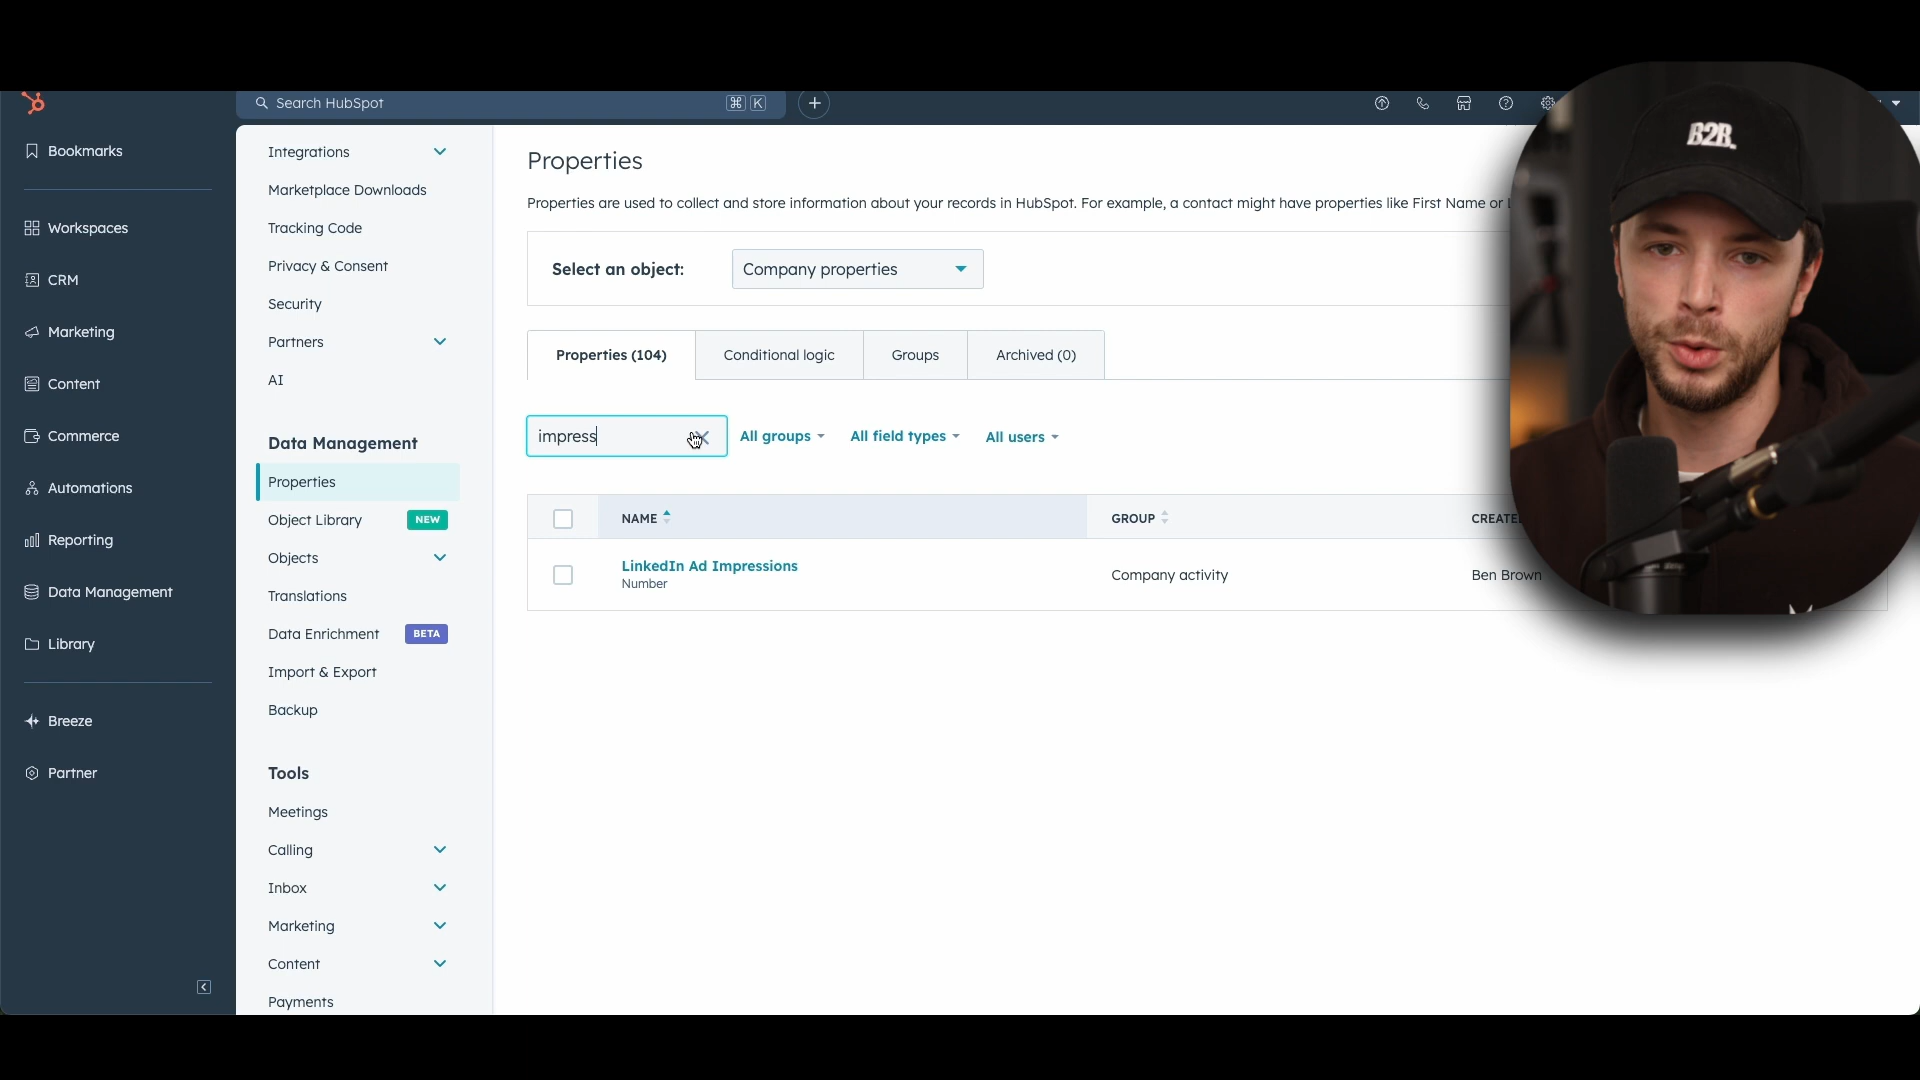 Search HubSpot
⌘ K
Bookmarks
Workspaces
CRM
Marketing
Content
Commerce
Automations
Reporting
Data Management
Library
Breeze
Partner
Integrations
Marketplace Downloads
Tracking Code
Privacy & Consent
Security
Partners
AI
Data Management
Properties
Object Library NEW
Objects
Translations
Data Enrichment BETA
Import & Export
Backup
Tools
Meetings
Calling
Inbox
Marketing
Content
Payments
Properties
Properties are used to collect and store information about your records in HubSpot. For example, a contact might have properties like First Name or
Select an object: Company properties
Properties (104) Conditional logic Groups Archived (0)
impress All groups All field types All users
NAME GROUP
LinkedIn Ad Impressions
Number
Company activity
Ben Brown
B2B.